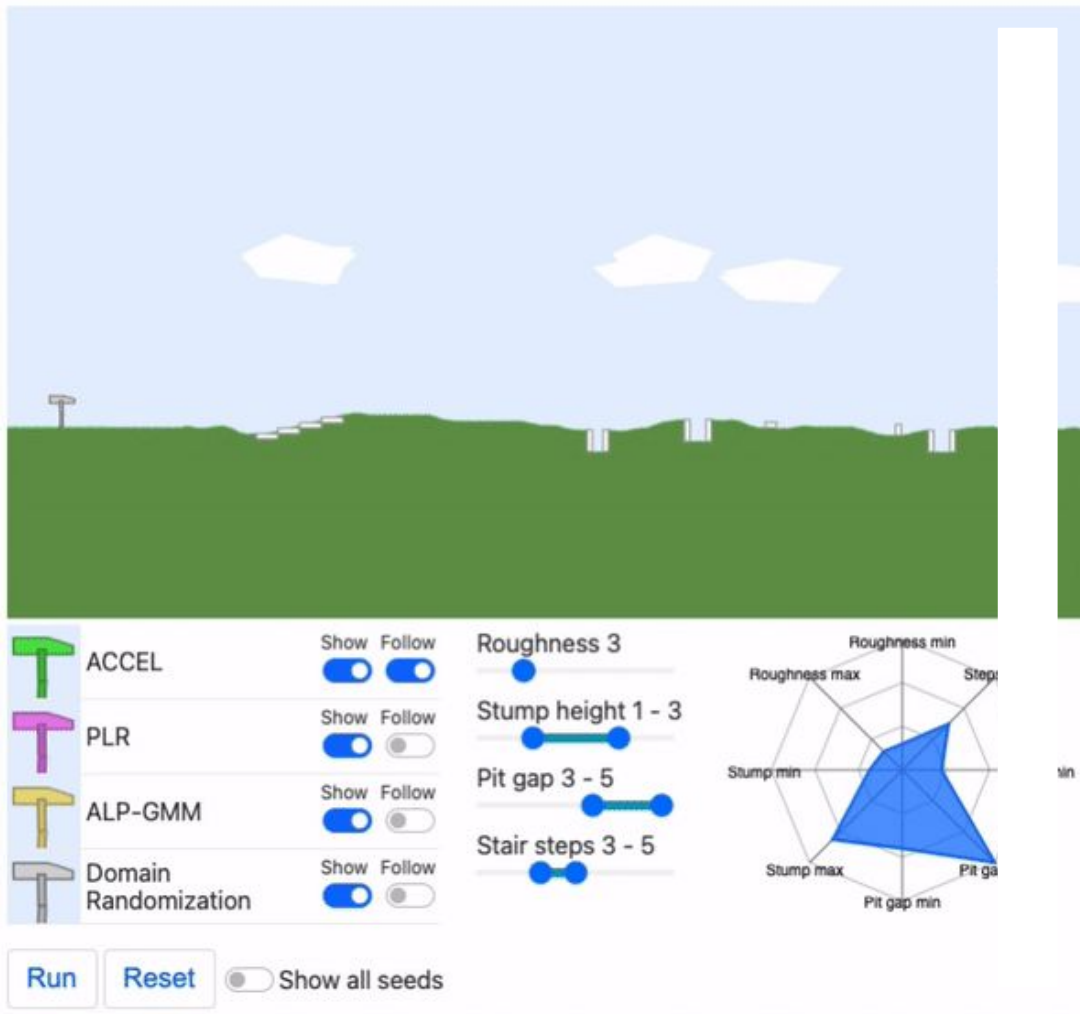 Show Follow
ACCEL
Show Follow
PLR
Show Follow
ALP-GMM
Show Follow
Domain
Randomization
Roughness 3
Stump height 1 - 3
Pit gap 3 - 5
Stair steps 3 - 5
Roughness min
Roughness max
Steps
Stump min
Stump max
Pit
Pit gap min
Run
Reset
Show all seeds